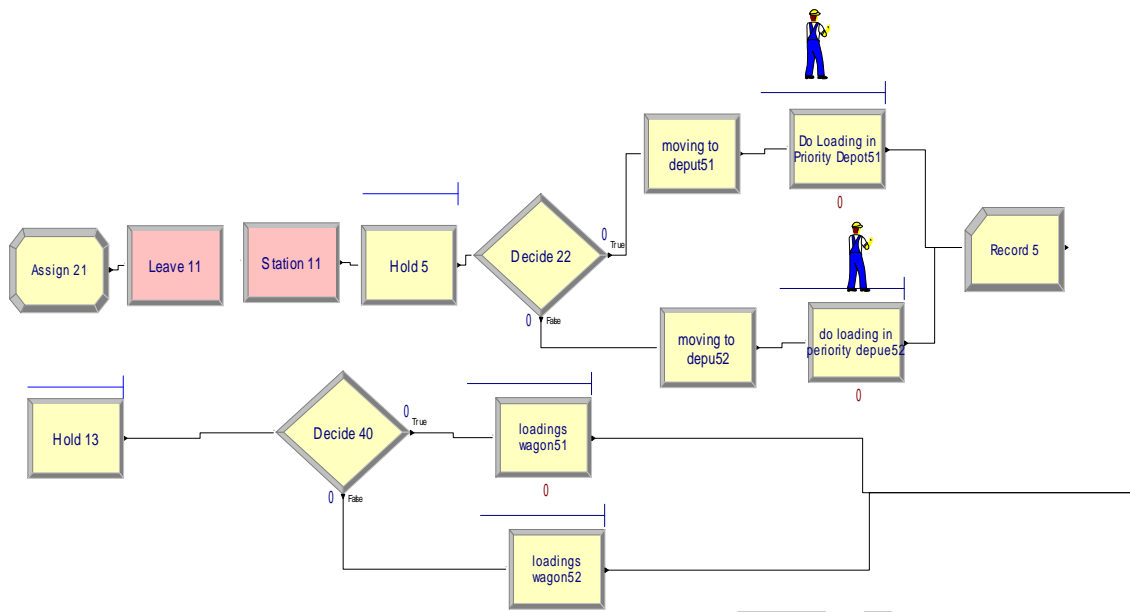 Do Loading in
Priority Depot51
moving to
deput51
0
0
True
Assign 21
Leave 11
Station 11
Hold 5
Decide 22
Record 5
0
False
moving to
depu52
do loading in
periority depue52
0
Hold 13
Decide 40
0
True
loadings
wagon51
0
0
False
loadings
wagon52